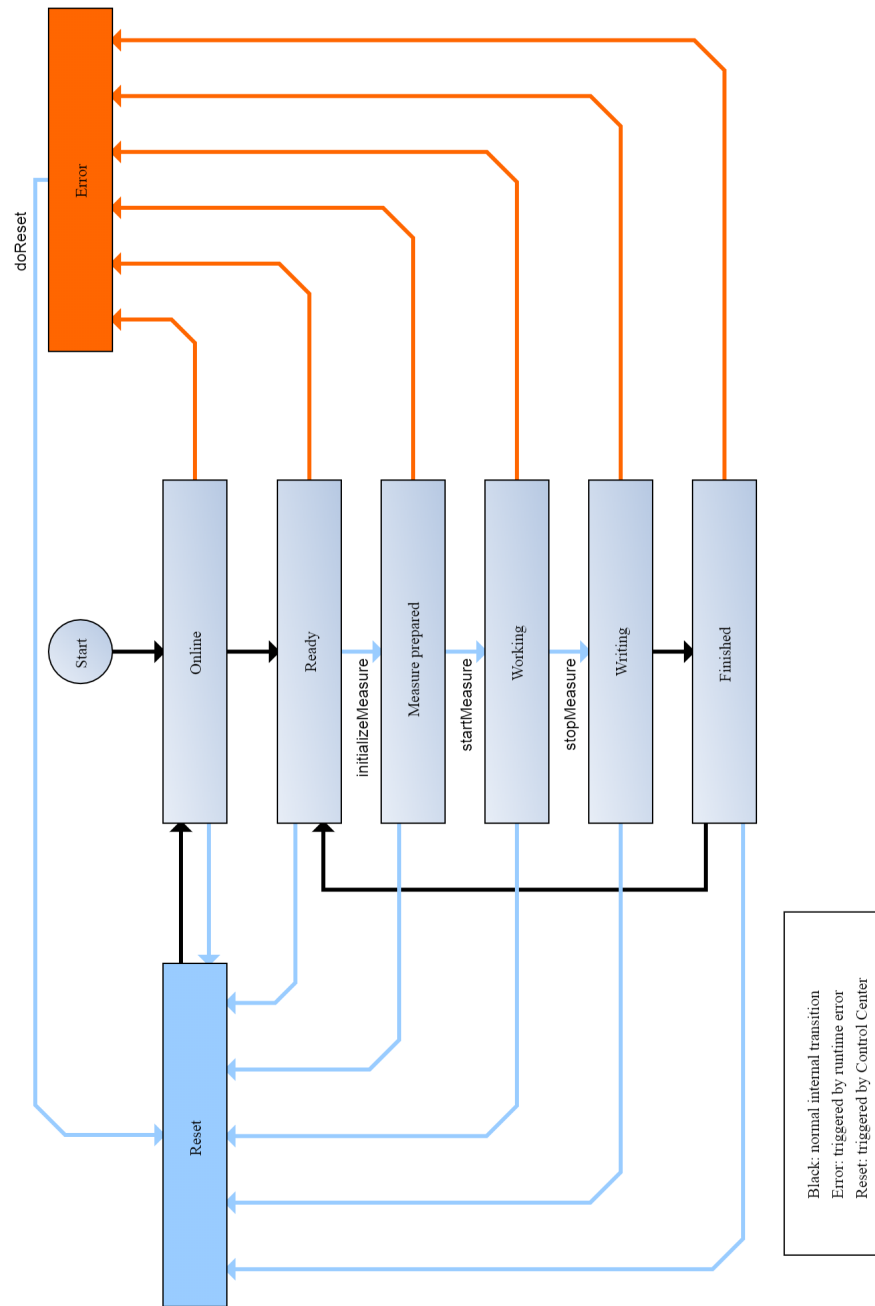 Error
doReset
Start
Online
Ready
initializeMeasure
Measure prepared
startMeasure
Working
stopMeasure
Writing
Finished
Reset
Black: normal internal transition
Error: triggered by runtime error
Reset: triggered by Control Center